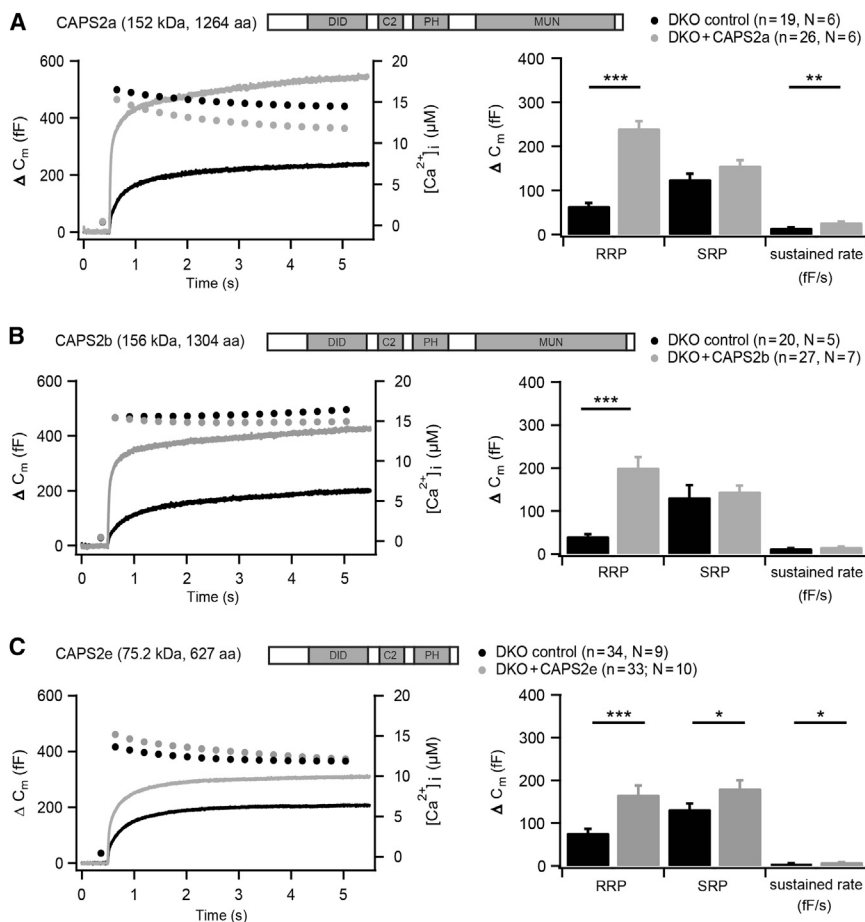 A
CAPS2a (152 kDa, 1264 aa)
DID C2 PH MUN
DKO control (n=19, N=6)
DKO+CAPS2a (n=26, N=6)
600
400
200
0
Δ Cm (fF)
20
15
10
5
0
[Ca2+]i (µM)
0 1 2 3 4 5
Time (s)
400
300
200
100
0
Δ Cm (fF)
*** **
RRP SRP sustained rate
(fF/s)
B
CAPS2b (156 kDa, 1304 aa)
DID C2 PH MUN
DKO control (n=20, N=5)
DKO+CAPS2b (n=27, N=7)
600
400
200
0
Δ Cm (fF)
20
15
10
5
0
[Ca2+]i (µM)
0 1 2 3 4 5
Time (s)
400
300
200
100
0
Δ Cm (fF)
***
RRP SRP sustained rate
(fF/s)
C
CAPS2e (75.2 kDa, 627 aa)
DID C2 PH
DKO control (n=34, N=9)
DKO+CAPS2e (n=33; N=10)
600
400
200
0
Δ Cm (fF)
20
15
10
5
0
[Ca2+]i (µM)
0 1 2 3 4 5
Time (s)
400
300
200
100
0
Δ Cm (fF)
*** * *
RRP SRP sustained rate
(fF/s)